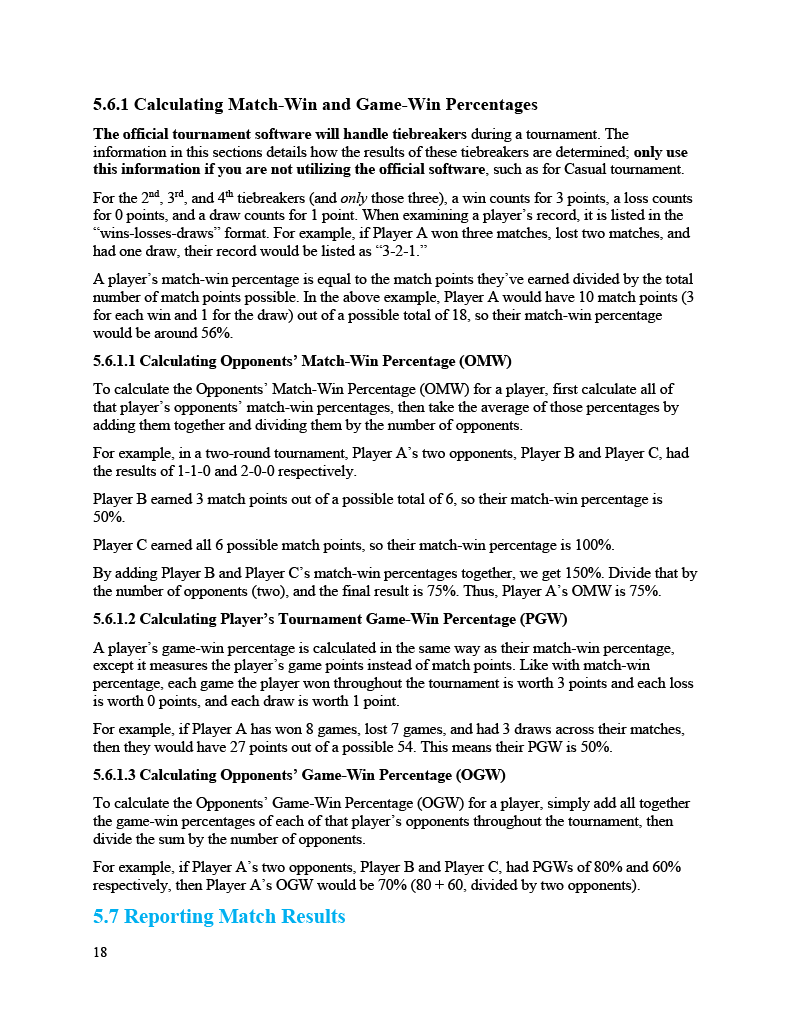 5.6.1 Calculating Match-Win and Game-Win Percentages
The official tournament software will handle tiebreakers during a tournament. The
information in this sections details how the results of these tiebreakers are determined; only use
this information if you are not utilizing the official software, such as for Casual tournament.
For the 2nd, 3rd, and 4th tiebreakers (and only those three), a win counts for 3 points, a loss counts
for 0 points, and a draw counts for 1 point. When examining a player’s record, it is listed in the
“wins-losses-draws” format. For example, if Player A won three matches, lost two matches, and
had one draw, their record would be listed as “3-2-1.”
A player’s match-win percentage is equal to the match points they’ve earned divided by the total
number of match points possible. In the above example, Player A would have 10 match points (3
for each win and 1 for the draw) out of a possible total of 18, so their match-win percentage
would be around 56%.
5.6.1.1 Calculating Opponents’ Match-Win Percentage (OMW)
To calculate the Opponents’ Match-Win Percentage (OMW) for a player, first calculate all of
that player’s opponents’ match-win percentages, then take the average of those percentages by
adding them together and dividing them by the number of opponents.
For example, in a two-round tournament, Player A’s two opponents, Player B and Player C, had
the results of 1-1-0 and 2-0-0 respectively.
Player B earned 3 match points out of a possible total of 6, so their match-win percentage is
50%.
Player C earned all 6 possible match points, so their match-win percentage is 100%.
By adding Player B and Player C’s match-win percentages together, we get 150%. Divide that by
the number of opponents (two), and the final result is 75%. Thus, Player A’s OMW is 75%.
5.6.1.2 Calculating Player’s Tournament Game-Win Percentage (PGW)
A player’s game-win percentage is calculated in the same way as their match-win percentage,
except it measures the player’s game points instead of match points. Like with match-win
percentage, each game the player won throughout the tournament is worth 3 points and each loss
is worth 0 points, and each draw is worth 1 point.
For example, if Player A has won 8 games, lost 7 games, and had 3 draws across their matches,
then they would have 27 points out of a possible 54. This means their PGW is 50%.
5.6.1.3 Calculating Opponents’ Game-Win Percentage (OGW)
To calculate the Opponents’ Game-Win Percentage (OGW) for a player, simply add all together
the game-win percentages of each of that player’s opponents throughout the tournament, then
divide the sum by the number of opponents.
For example, if Player A’s two opponents, Player B and Player C, had PGWs of 80% and 60%
respectively, then Player A’s OGW would be 70% (80 + 60, divided by two opponents).
5.7 Reporting Match Results
18